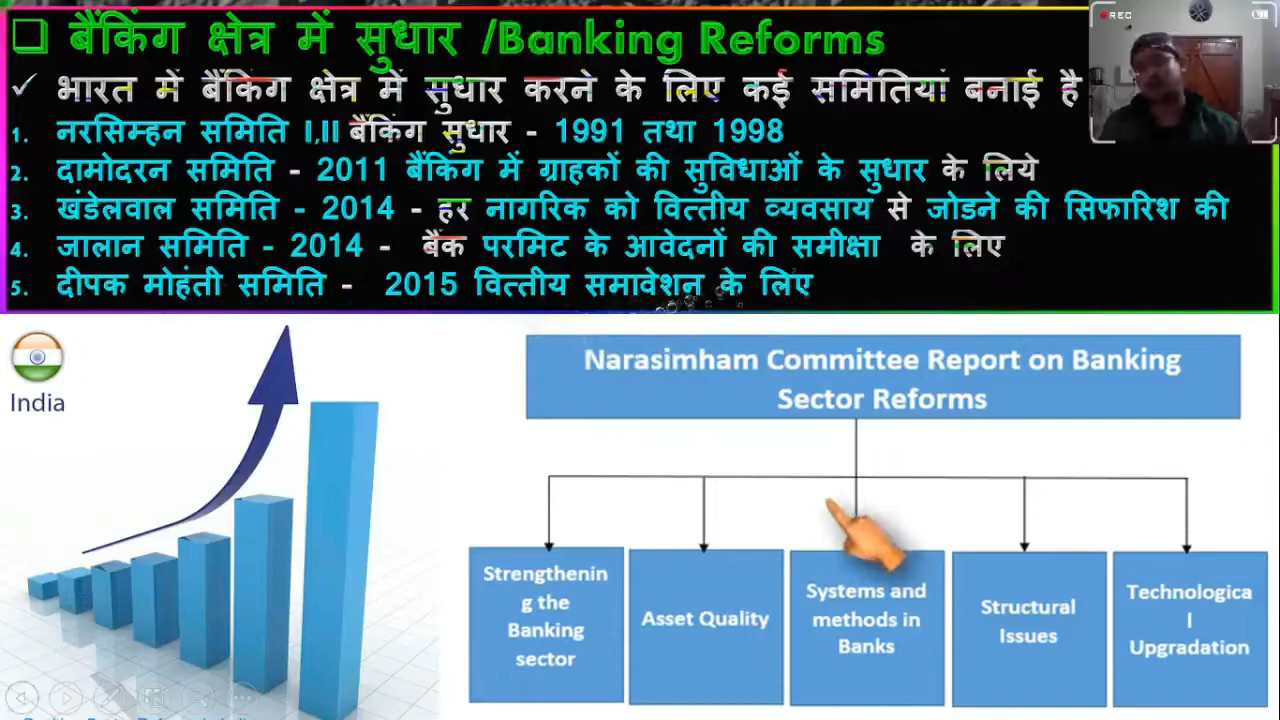 ❑ बैंकिंग क्षेत्र में सुधार /Banking Reforms
REC
✓ भारत में बैंकिंग क्षेत्र में सुधार करने के लिए कई समितियां बनाई है
1. नरसिम्हन समिति I,II बैंकिंग सुधार - 1991 तथा 1998
2. दामोदरन समिति - 2011 बैंकिंग में ग्राहकों की सुविधाओं के सुधार के लिये
3. खंडेलवाल समिति - 2014 - हर नागरिक को वित्तीय व्यवसाय से जोडने की सिफारिश की
4. जालान समिति - 2014 - बैंक परमिट के आवेदनों की समीक्षा के लिए
5. दीपक मोहंती समिति - 2015 वित्तीय समावेशन के लिए
India
Narasimham Committee Report on Banking
Sector Reforms
Strengthenin
g the
Banking
sector
Asset Quality
Systems and
methods in
Banks
Structural
Issues
Technologica
l
Upgradation